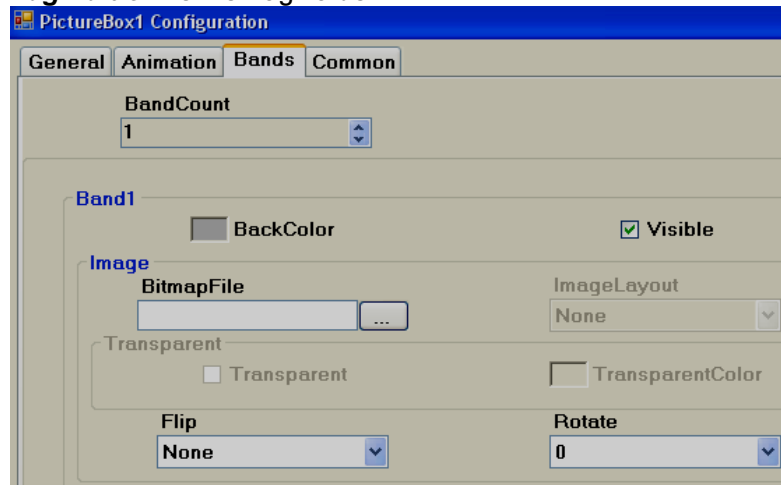 PictureBox1 Configuration
General Animation Bands Common
BandCount
1
Band1
BackColor Visible
Image
BitmapFile ImageLayout
... None
Transparent
Transparent TransparentColor
Flip Rotate
None 0